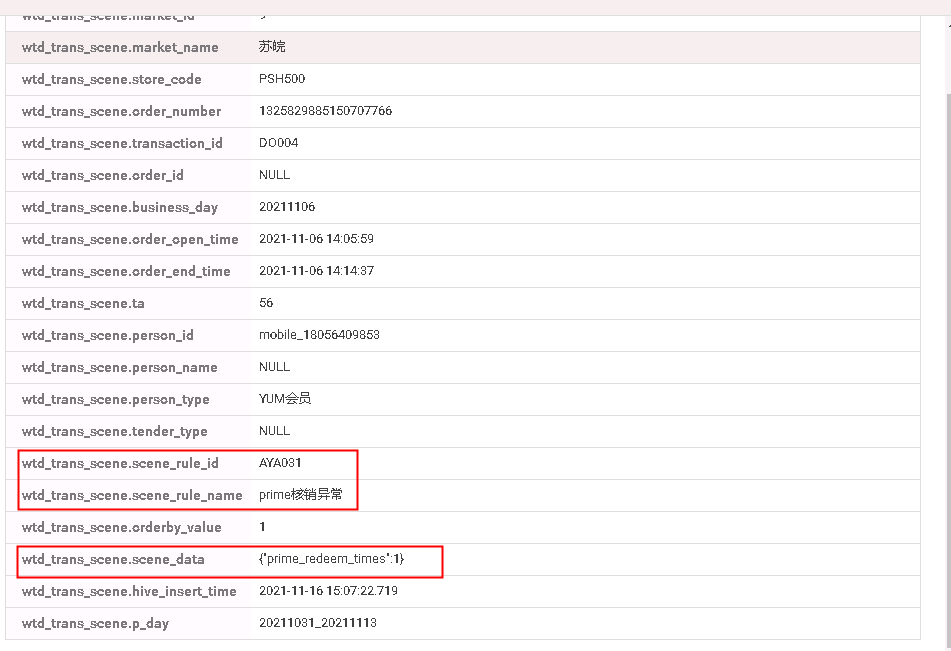 wtd_trans_scene.market_id
wtd_trans_scene.market_name 苏皖
wtd_trans_scene.store_code PSH500
wtd_trans_scene.order_number 1325829885150707766
wtd_trans_scene.transaction_id DO004
wtd_trans_scene.order_id NULL
wtd_trans_scene.business_day 20211106
wtd_trans_scene.order_open_time 2021-11-06 14:05:59
wtd_trans_scene.order_end_time 2021-11-06 14:14:37
wtd_trans_scene.ta 56
wtd_trans_scene.person_id mobile_18056409853
wtd_trans_scene.person_name NULL
wtd_trans_scene.person_type YUM会员
wtd_trans_scene.tender_type NULL
wtd_trans_scene.scene_rule_id AYA031
wtd_trans_scene.scene_rule_name prime核销异常
wtd_trans_scene.orderby_value 1
wtd_trans_scene.scene_data {"prime_redeem_times":1}
wtd_trans_scene.hive_insert_time 2021-11-16 15:07:22.719
wtd_trans_scene.p_day 20211031_20211113